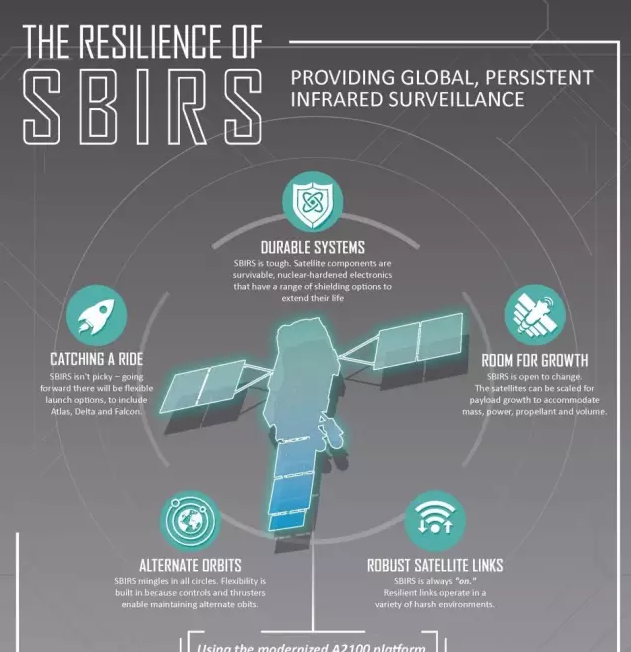 THE RESILIENCE OF
SBIRS
PROVIDING GLOBAL, PERSISTENT
INFRARED SURVEILLANCE
DURABLE SYSTEMS
SBIRS is tough. Satellite components are
survivable, nuclear-hardened electronics
that have a range of shielding options to
extend their life
CATCHING A RIDE
SBIRS isn't picky – going
forward there will be flexible
launch options, to include
Atlas, Delta and Falcon.
ROOM FOR GROWTH
SBIRS is open to change.
The satellites can be scaled for
payload growth to accommodate
mass, power, propellant and volume.
ALTERNATE ORBITS
SBIRS mingles in all circles. Flexibility is
built in because controls and thrusters
enable maintaining alternate obits.
ROBUST SATELLITE LINKS
SBIRS is always "on."
Resilient links operate in a
variety of harsh environments.
Using the modernized A2100 platform